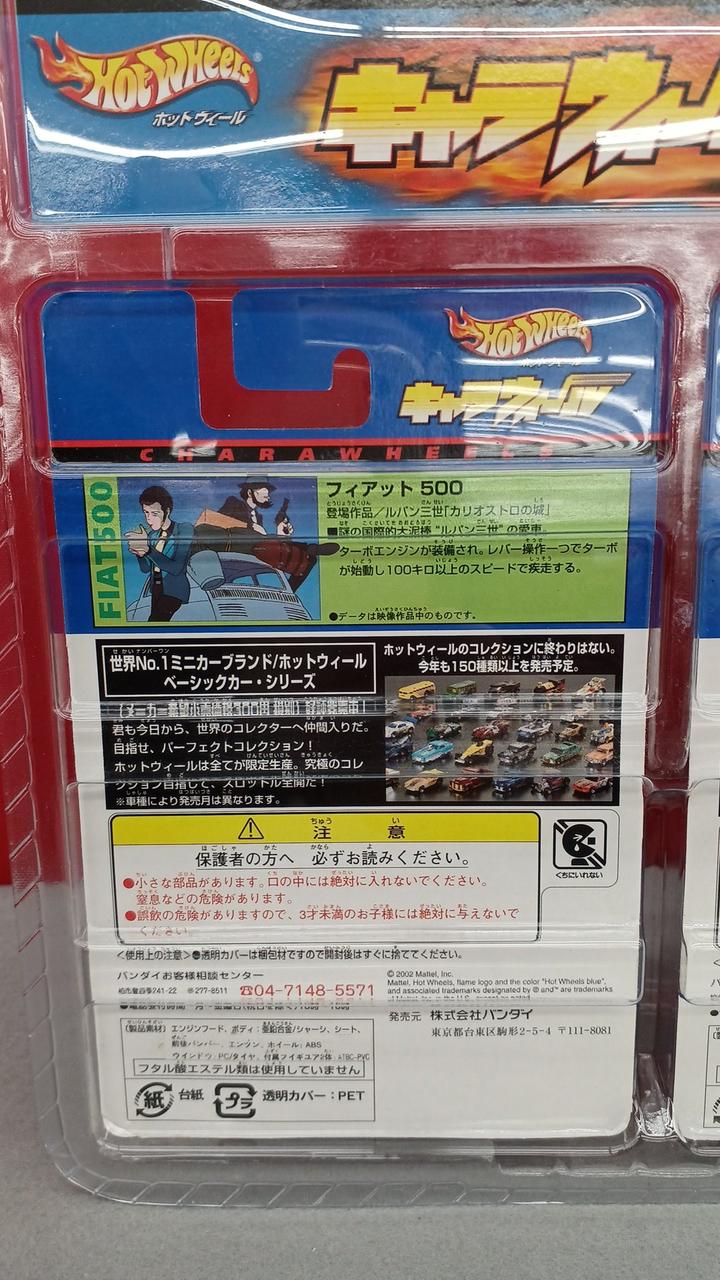 HOT WHEELS
ホットウィール
キャラウィー
HOT WHEELS
ホットウィール
キャラウィール
CHARAWHEELS
FIAT500
フィアット 500
登場作品/ルパン三世「カリオストロの城」
■謎の国際的大泥棒“ルパン三世”の愛車。
ターボエンジンが装備され。レバー操作一つでターボ
が始動し100キロ以上のスピードで疾走する。
●データは映像作品中のものです。
世界No.1ミニカーブランド/ホットウィール
ベーシックカー・シリーズ
君も今日から、世界のコレクターへ仲間入りだ。
目指せ、パーフェクトコレクション!
ホットウィールは全てが限定生産。究極のコレ
クション目指して、スロットル全開だ!
※車種により発売月は異なります。
ホットウィールのコレクションに終わりはない。
今年も150種類以上を発売予定。
注意
保護者の方へ 必ずお読みください。
●小さな部品があります。口の中には絶対に入れないでください。
窒息などの危険があります。
●誤飲の危険がありますので、3才未満のお子様には絶対に与えないで
ください。
くちにいれない
<使用上の注意>●透明カバーは梱包材ですので開封後はすぐに捨ててください。
バンダイお客様相談センター
柏市豊四季241-22 〠277-8511 ☎04-7148-5571
© 2002 Mattel, Inc.
Mattel, Hot Wheels, flame logo and the color "Hot Wheels blue",
and associated trademarks designated by ® and™ are trademarks
発売元 株式会社バンダイ
東京都台東区駒形2-5-4 〒111-8081
〔製品素材〕エンジンフード、ボディ:亜鉛合金/シャーシ、シート、
前後バンパー、エンジン、ホイール:ABS
ウインドウ:PC/タイヤ、付属フィギュア2体:ATBC-PVC
フタル酸エステル類は使用していません
紙 台紙 プラ 透明カバー:PET